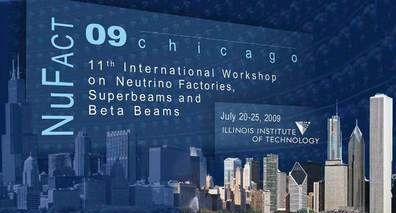 NUFACT
09 chicago
11th International Workshop
on Neutrino Factories,
Superbeams and
Beta Beams
July 20-25, 2009
ILLINOIS INSTITUTE
OF TECHNOLOGY